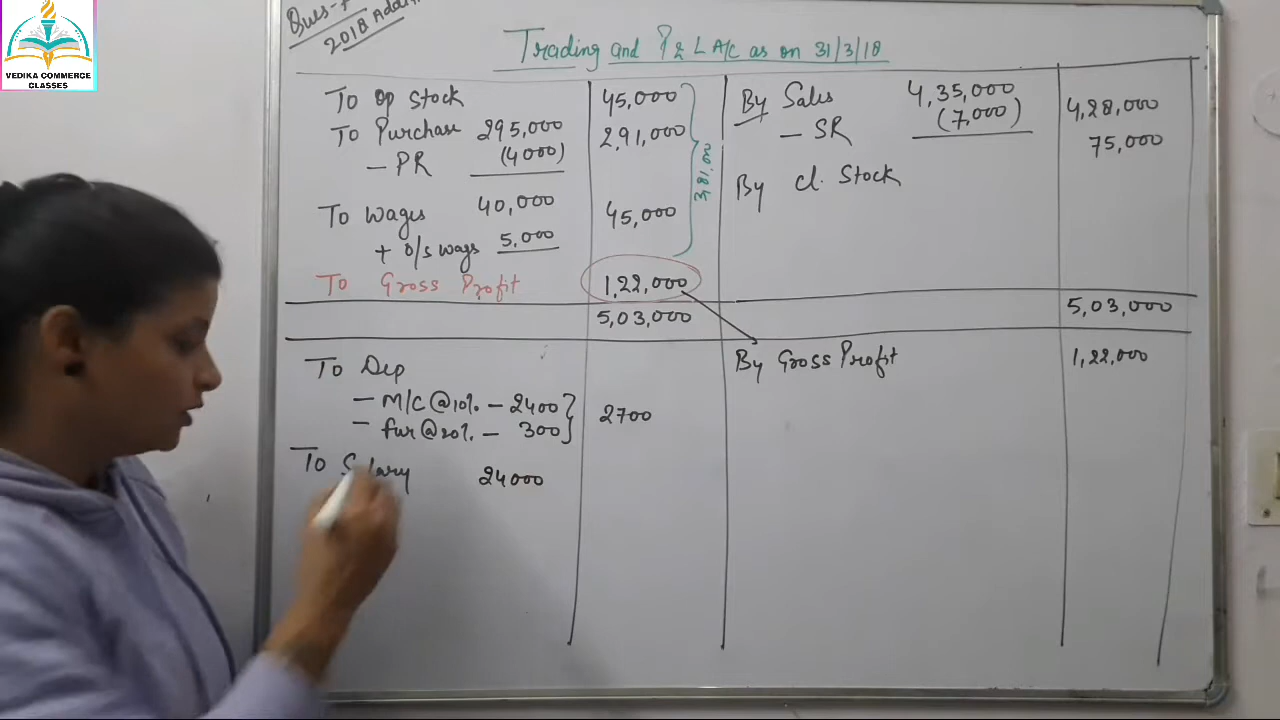 VEDIKA COMMERCE
CLASSES
2018
Trading and P & L A/C as on 31/3/18
To op stock 45,000
To Purchase 295,000 2,91,000
- PR (4000)
To Wages 40,000 45,000
+ o/s wags 5,000
3,81,000
To Gross Profit 1,22,000
5,03,000
By Sales 4,35,000 4,28,000
- SR (7,000)
75,000
By cl. Stock
5,03,000
To Dep
- M/C @10% - 2400 2700
- fur @20% - 300
To Salary 24000
By Gross Profit 1,22,000